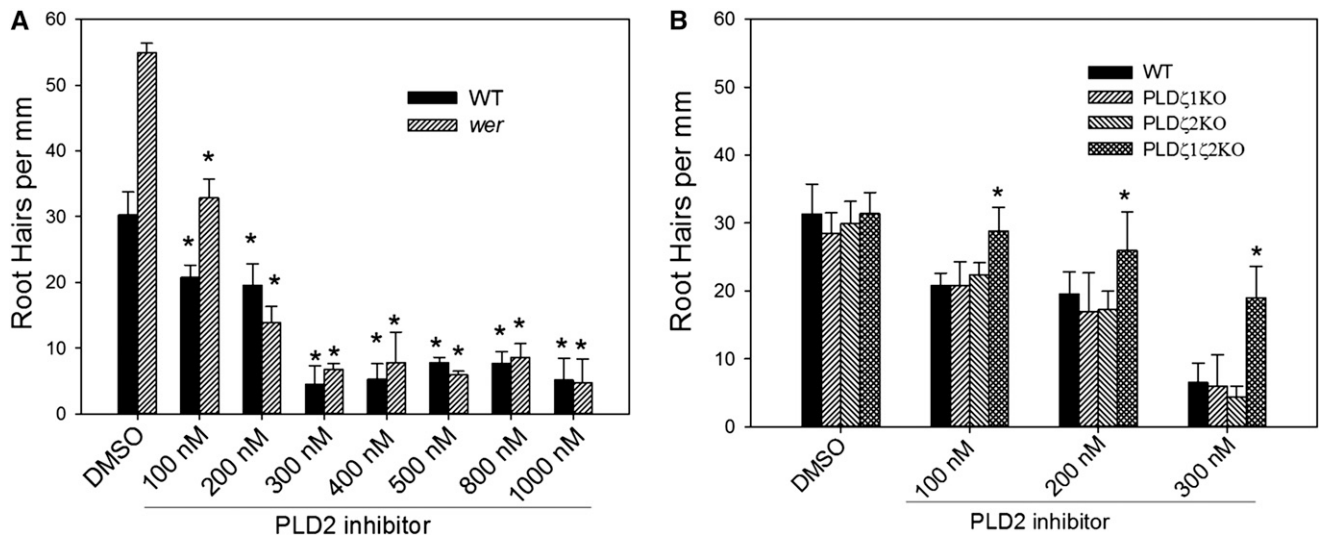 A
Root Hairs per mm
60
50
40
30
20
10
0
WT
wer
* * * * * * * * * * * * * *
DMSO
100 nM
200 nM
300 nM
400 nM
500 nM
800 nM
1000 nM
PLD2 inhibitor
B
Root Hairs per mm
60
50
40
30
20
10
0
WT
PLDζ1KO
PLDζ2KO
PLDζ1ζ2KO
* * *
DMSO
100 nM
200 nM
300 nM
PLD2 inhibitor